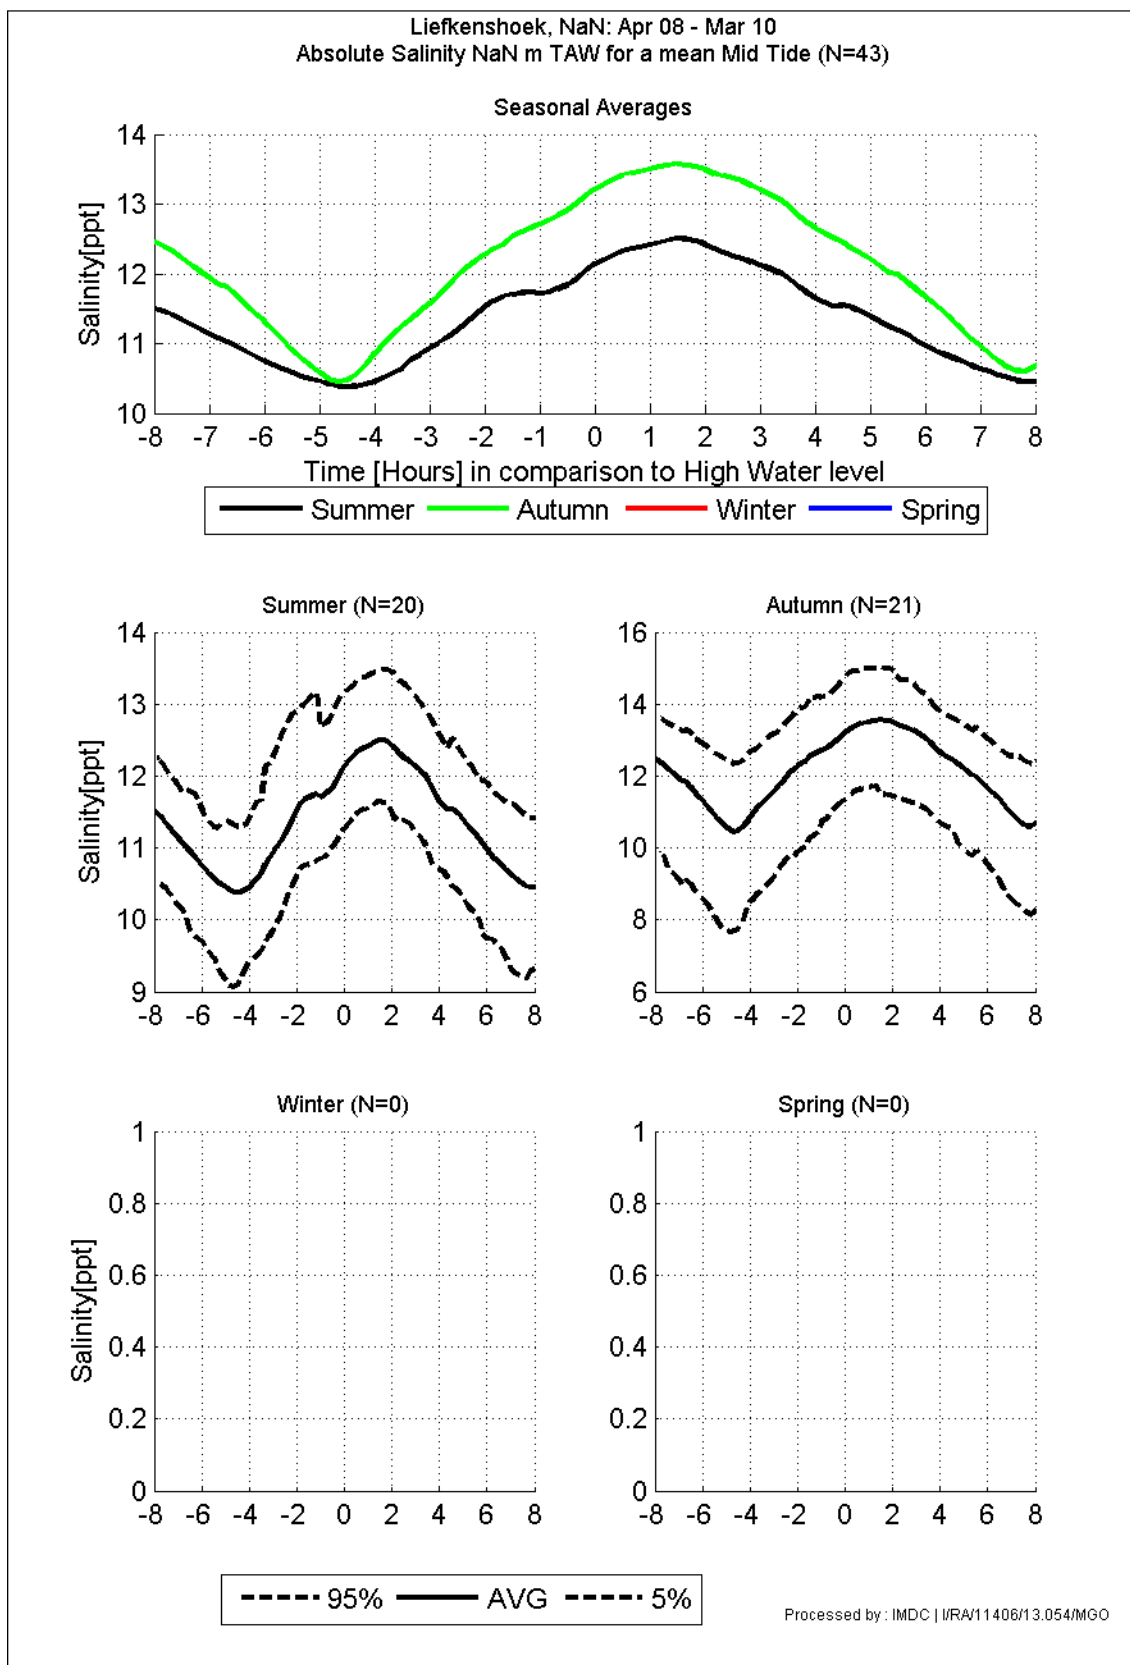 Liefkenshoek, NaN: Apr 08 - Mar 10
Absolute Salinity NaN m TAW for a mean Mid Tide (N=43)
Seasonal Averages
14
13
12
11
10
Salinity[ppt]
-8 -7 -6 -5 -4 -3 -2 -1 0 1 2 3 4 5 6 7 8
Time [Hours] in comparison to High Water level
Summer Autumn Winter Spring
Summer (N=20)
14
13
12
11
10
9
Salinity[ppt]
-8 -6 -4 -2 0 2 4 6 8
Autumn (N=21)
16
14
12
10
8
6
-8 -6 -4 -2 0 2 4 6 8
Winter (N=0)
1
0.8
0.6
0.4
0.2
0
Salinity[ppt]
-8 -6 -4 -2 0 2 4 6 8
Spring (N=0)
1
0.8
0.6
0.4
0.2
0
-8 -6 -4 -2 0 2 4 6 8
95% AVG 5%
Processed by : IMDC | I/RA/11406/13.054/MGO